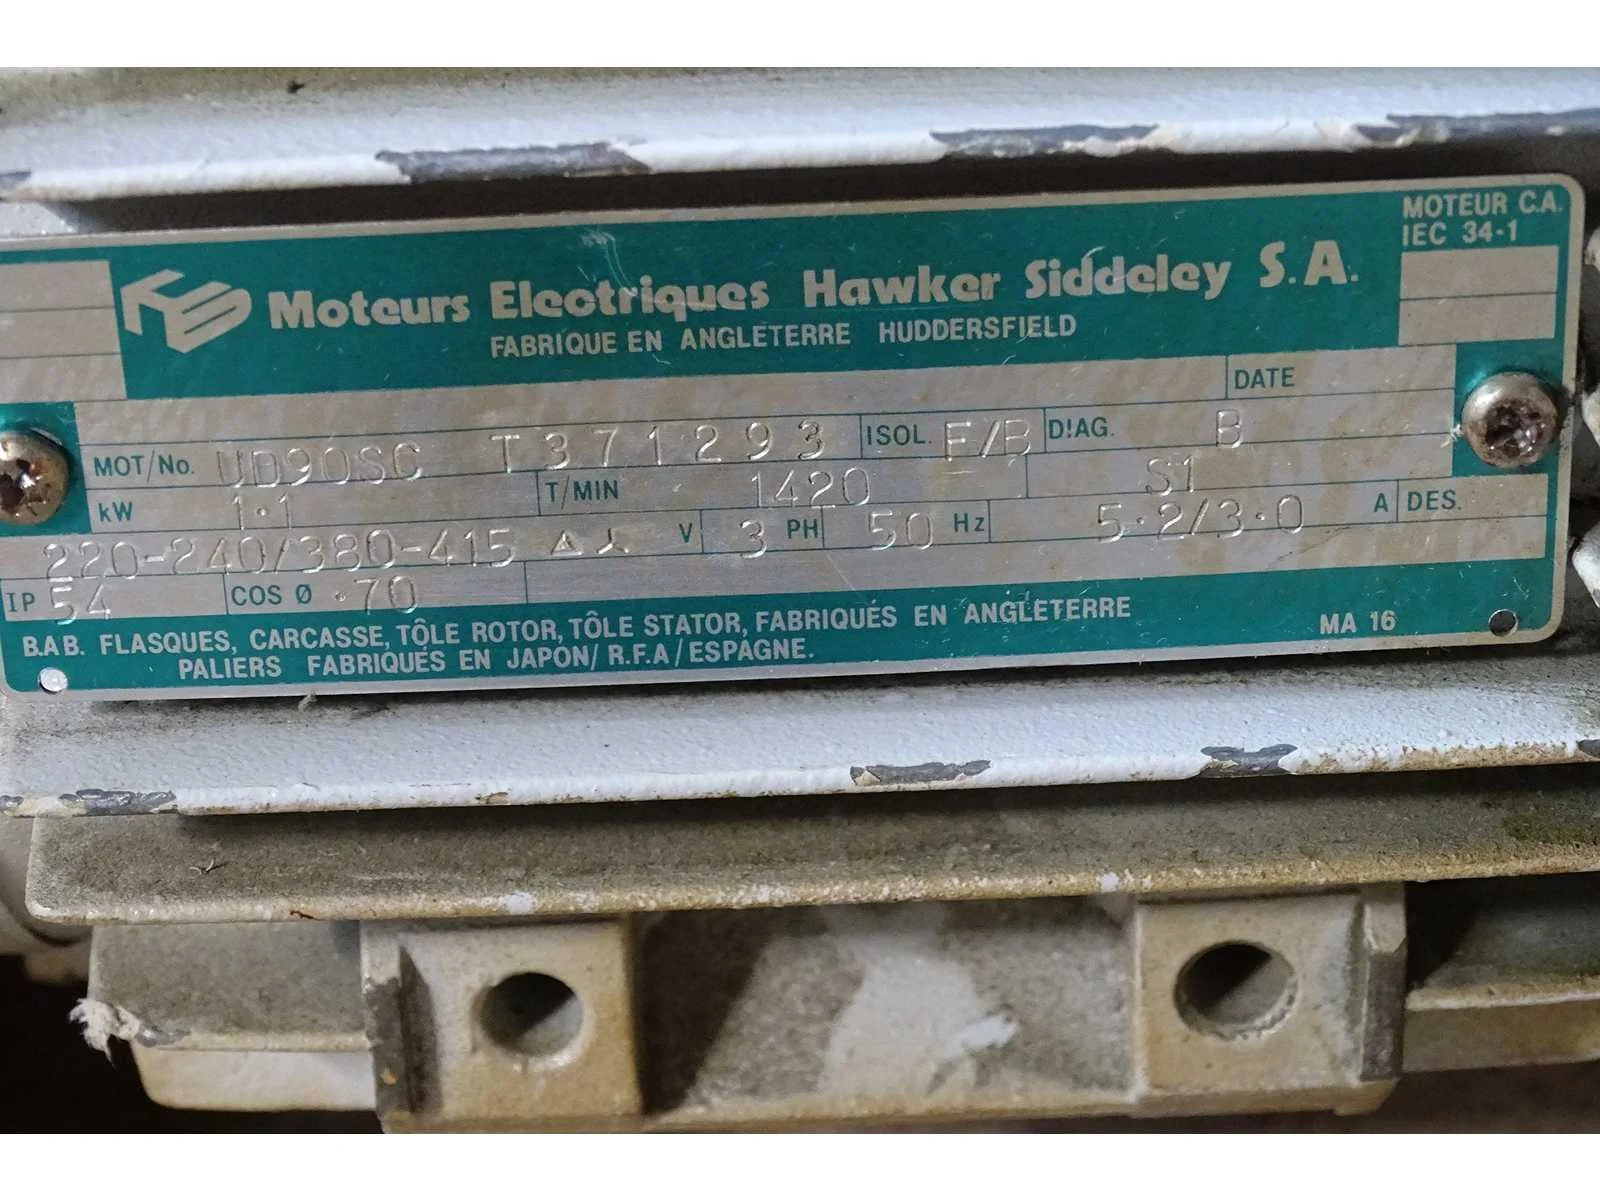 MOTEUR C.A.
IEC 34-1
Moteurs Electriques Hawker Siddeley S.A.
FABRIQUE EN ANGLETERRE HUDDERSFIELD
DATE
MOT/No. UD90SC T371293 ISOL. F/B DIAG. B
kW 1.1 T/MIN 1420 S1
220-240/380-415 V 3 PH 50 Hz 5.2/3.0 A DES.
IP 54 COS Ø .70
B.A B. FLASQUES, CARCASSE, TÔLE ROTOR, TÔLE STATOR, FABRIQUÉS EN ANGLETERRE
PALIERS FABRIQUÉS EN JAPON/ R.F.A / ESPAGNE.
MA 16